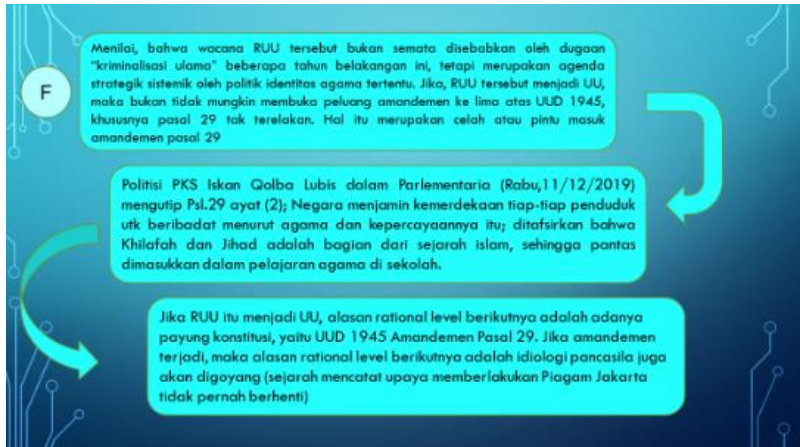 Menilai, bahwa wacana RUU tersebut bukan semata disebabkan oleh dugaan
"kriminalisasi ulama" beberapa tahun belakangan ini, tetapi merupakan agenda
strategik sistemik oleh politik identitas agama tertentu. Jika, RUU tersebut menjadi UU,
maka bukan tidak mungkin membuka peluang amandemen ke lima atas UUD 1945,
khususnya pasal 29 tak terelakan. Hal itu merupakan celah atau pintu masuk
amandemen pasal 29
F
Politisi PKS Iskan Qolba Lubis dalam Parlementaria (Rabu,11/12/2019)
mengutip Psl.29 ayat (2); Negara menjamin kemerdekaan tiap-tiap penduduk
utk beribadat menurut agama dan kepercayaannya itu; ditafsirkan bahwa
Khilafah dan Jihad adalah bagian dari sejarah islam, sehingga pantas
dimasukkan dalam pelajaran agama di sekolah.
Jika RUU itu menjadi UU, alasan rational level berikutnya adalah adanya
payung konstitusi, yaitu UUD 1945 Amandemen Pasal 29. Jika amandemen
terjadi, maka alasan rational level berikutnya adalah idiologi pancasila juga
akan digoyang (sejarah mencatat upaya memberlakukan Piagam Jakarta
tidak pernah berhenti)